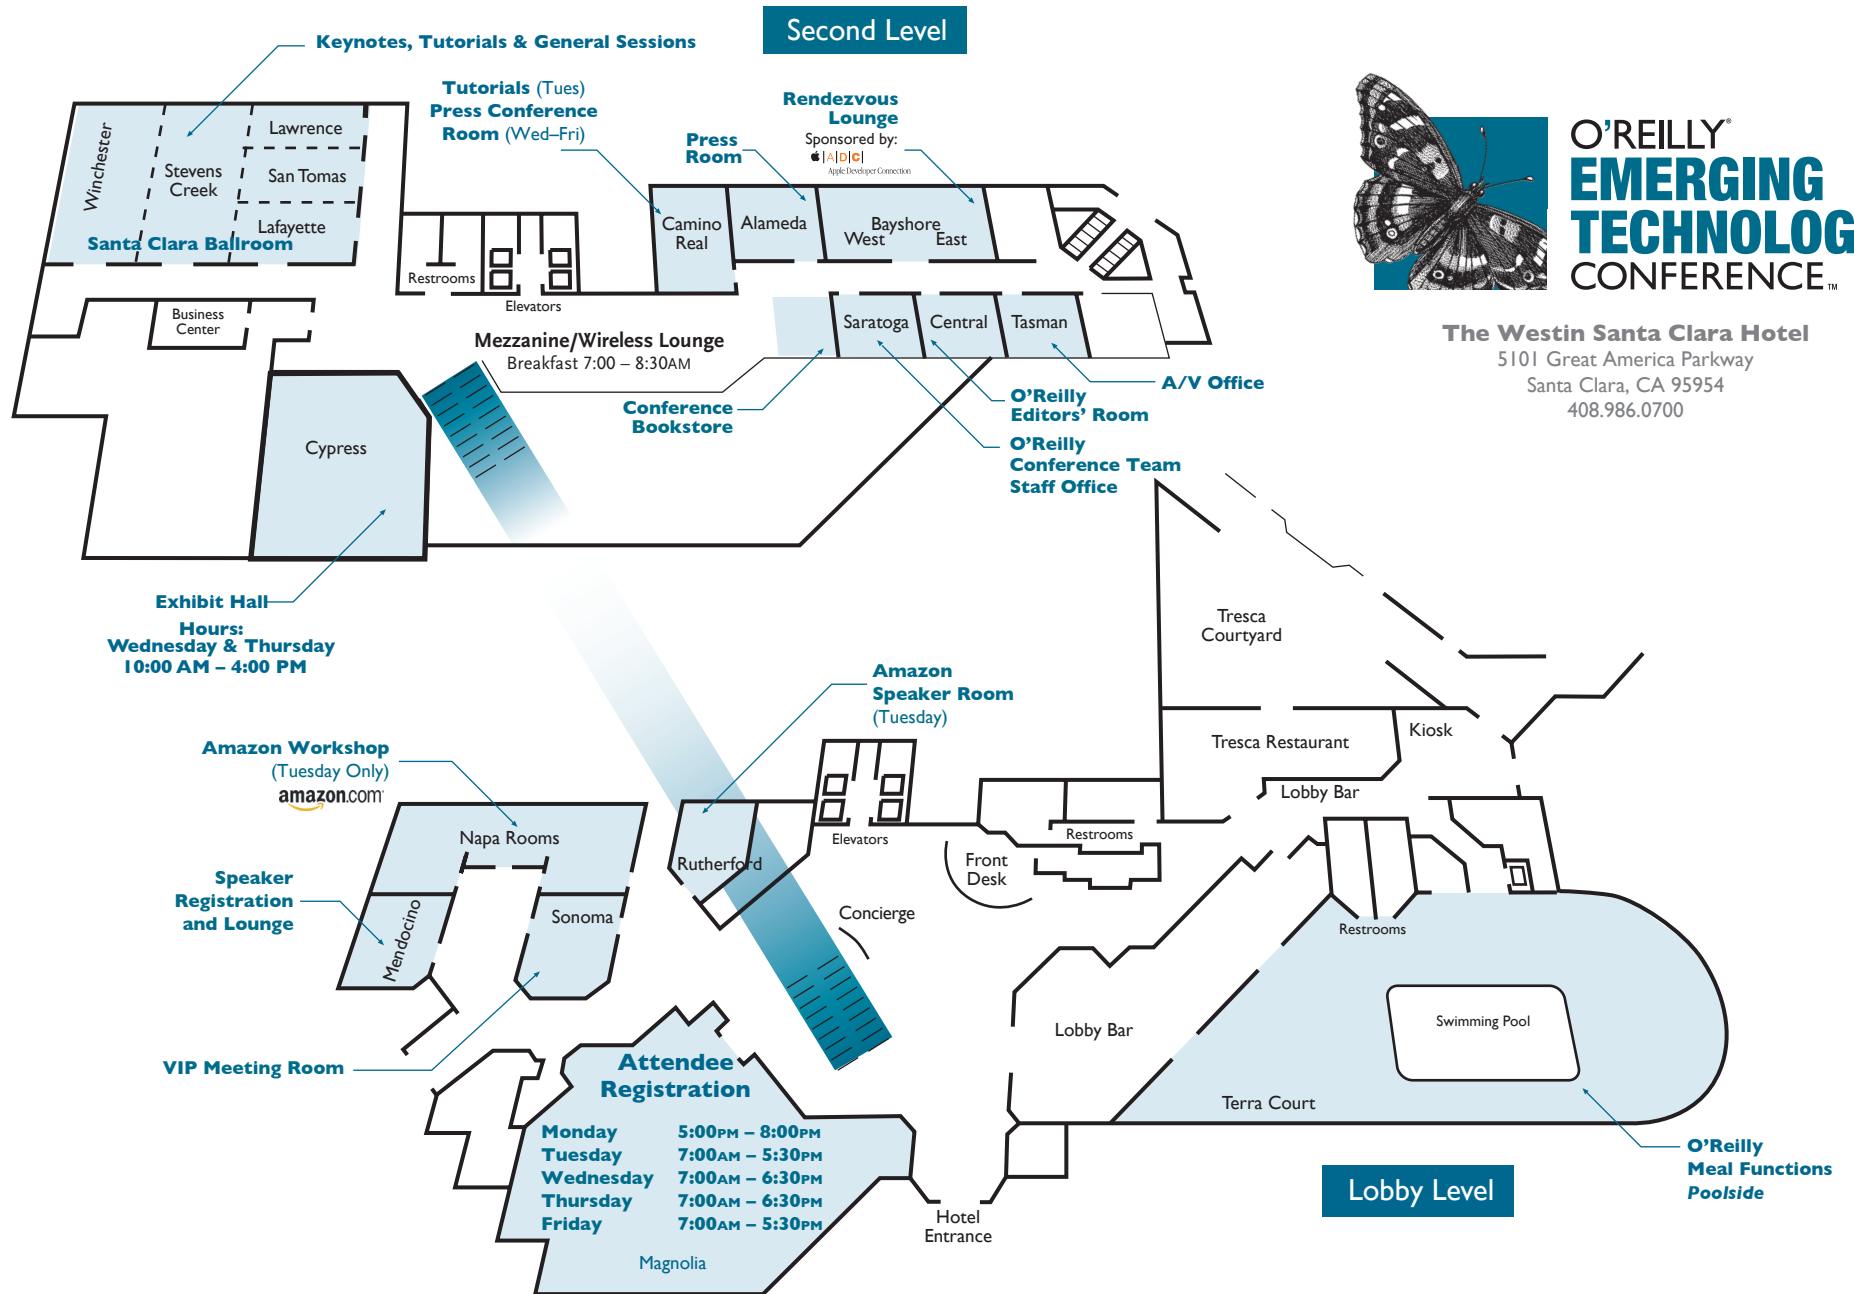 Second Level
Keynotes, Tutorials & General Sessions
Tutorials (Tues)
Press Conference
Room (Wed–Fri)
Press
Room
Rendezvous
Lounge
Sponsored by:
A|D|C|
Apple Developer Connection
Winchester
Stevens
Creek
Lawrence
San Tomas
Lafayette
Santa Clara Ballroom
Restrooms
Elevators
Business
Center
Camino
Real
Alameda
Bayshore
West
East
Saratoga
Central
Tasman
Mezzanine/Wireless Lounge
Breakfast 7:00 – 8:30AM
Conference
Bookstore
A/V Office
O'Reilly
Editors' Room
O'Reilly
Conference Team
Staff Office
Cypress
Exhibit Hall
Hours:
Wednesday & Thursday
10:00 AM – 4:00 PM
O'REILLY®
EMERGING
TECHNOLOG
CONFERENCE™
The Westin Santa Clara Hotel
5101 Great America Parkway
Santa Clara, CA 95954
408.986.0700
Tresca
Courtyard
Tresca Restaurant
Kiosk
Lobby Bar
Amazon
Speaker Room
(Tuesday)
Amazon Workshop
(Tuesday Only)
amazon.com
Napa Rooms
Rutherford
Elevators
Restrooms
Front
Desk
Concierge
Speaker
Registration
and Lounge
Mendocino
Sonoma
VIP Meeting Room
Restrooms
Swimming Pool
Lobby Bar
Terra Court
Attendee
Registration
Monday 5:00PM – 8:00PM
Tuesday 7:00AM – 5:30PM
Wednesday 7:00AM – 6:30PM
Thursday 7:00AM – 6:30PM
Friday 7:00AM – 5:30PM
Magnolia
Hotel
Entrance
Lobby Level
O'Reilly
Meal Functions
Poolside